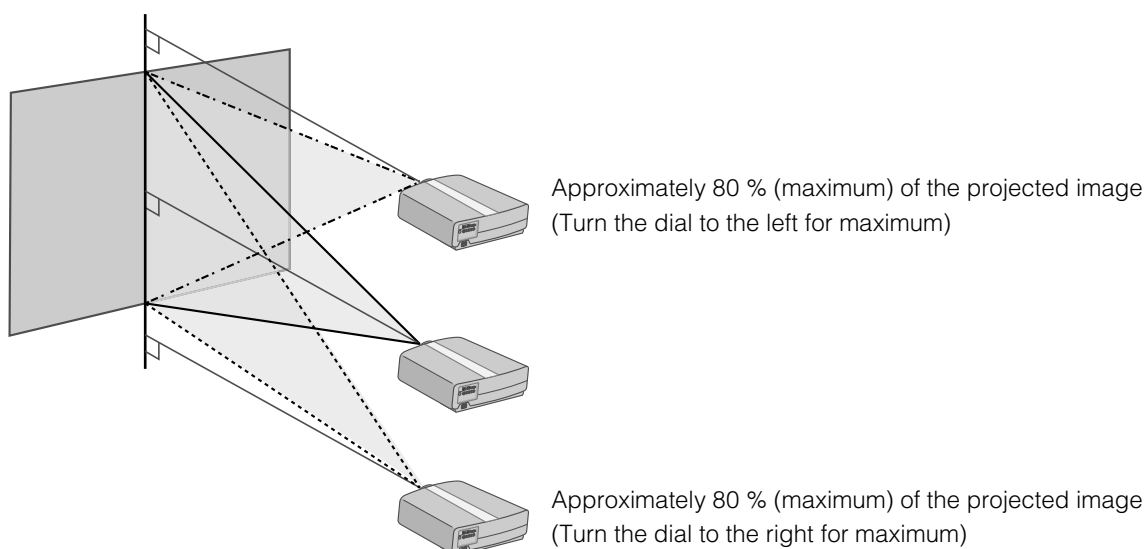 Approximately 80 % (maximum) of the projected image
(Turn the dial to the left for maximum)
Approximately 80 % (maximum) of the projected image
(Turn the dial to the right for maximum)